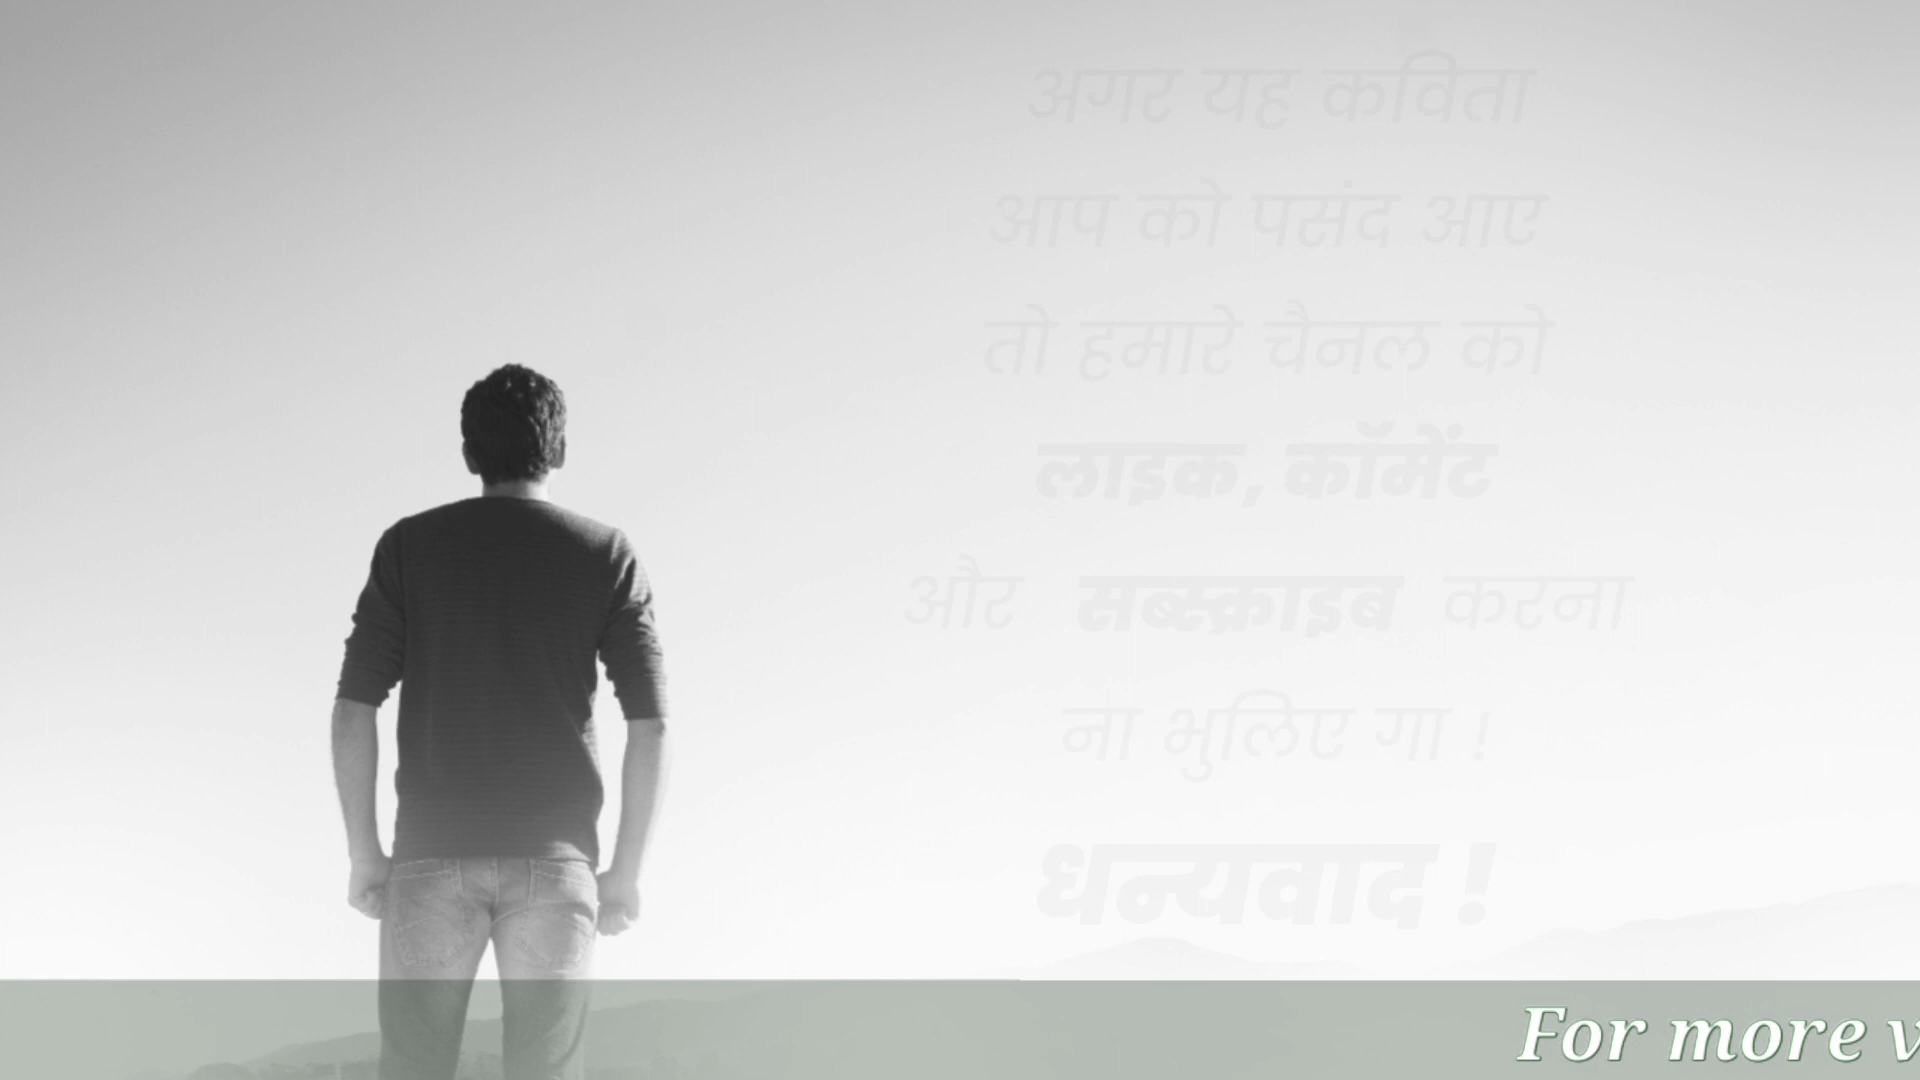 अगर यह कविता
आप को पसंद आए
तो हमारे चैनल को
लाइक, कॉमेंट
और सब्स्क्राइब करना
ना भुलिए गा !
धन्यवाद !
For more v